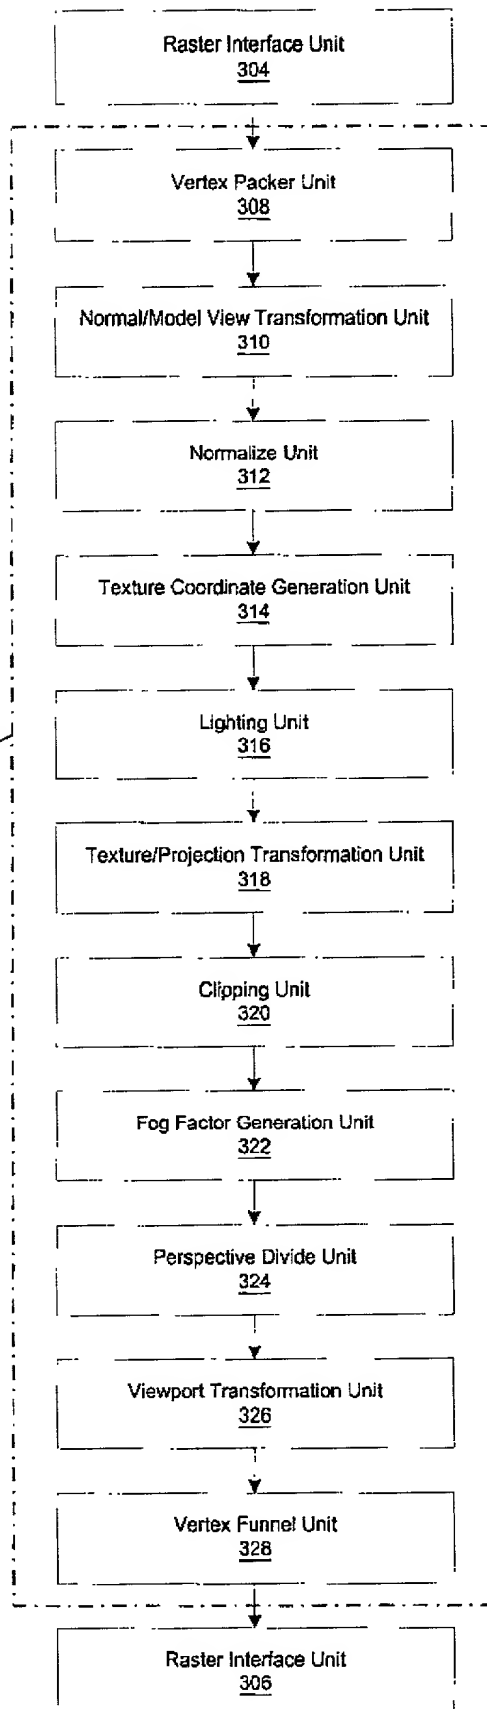 Raster Interface Unit
304
Vertex Packer Unit
308
Normal/Model View Transformation Unit
310
Normalize Unit
312
Texture Coordinate Generation Unit
314
Lighting Unit
316
Texture/Projection Transformation Unit
318
Clipping Unit
320
Fog Factor Generation Unit
322
Perspective Divide Unit
324
Viewport Transformation Unit
326
Vertex Funnel Unit
328
Raster Interface Unit
306